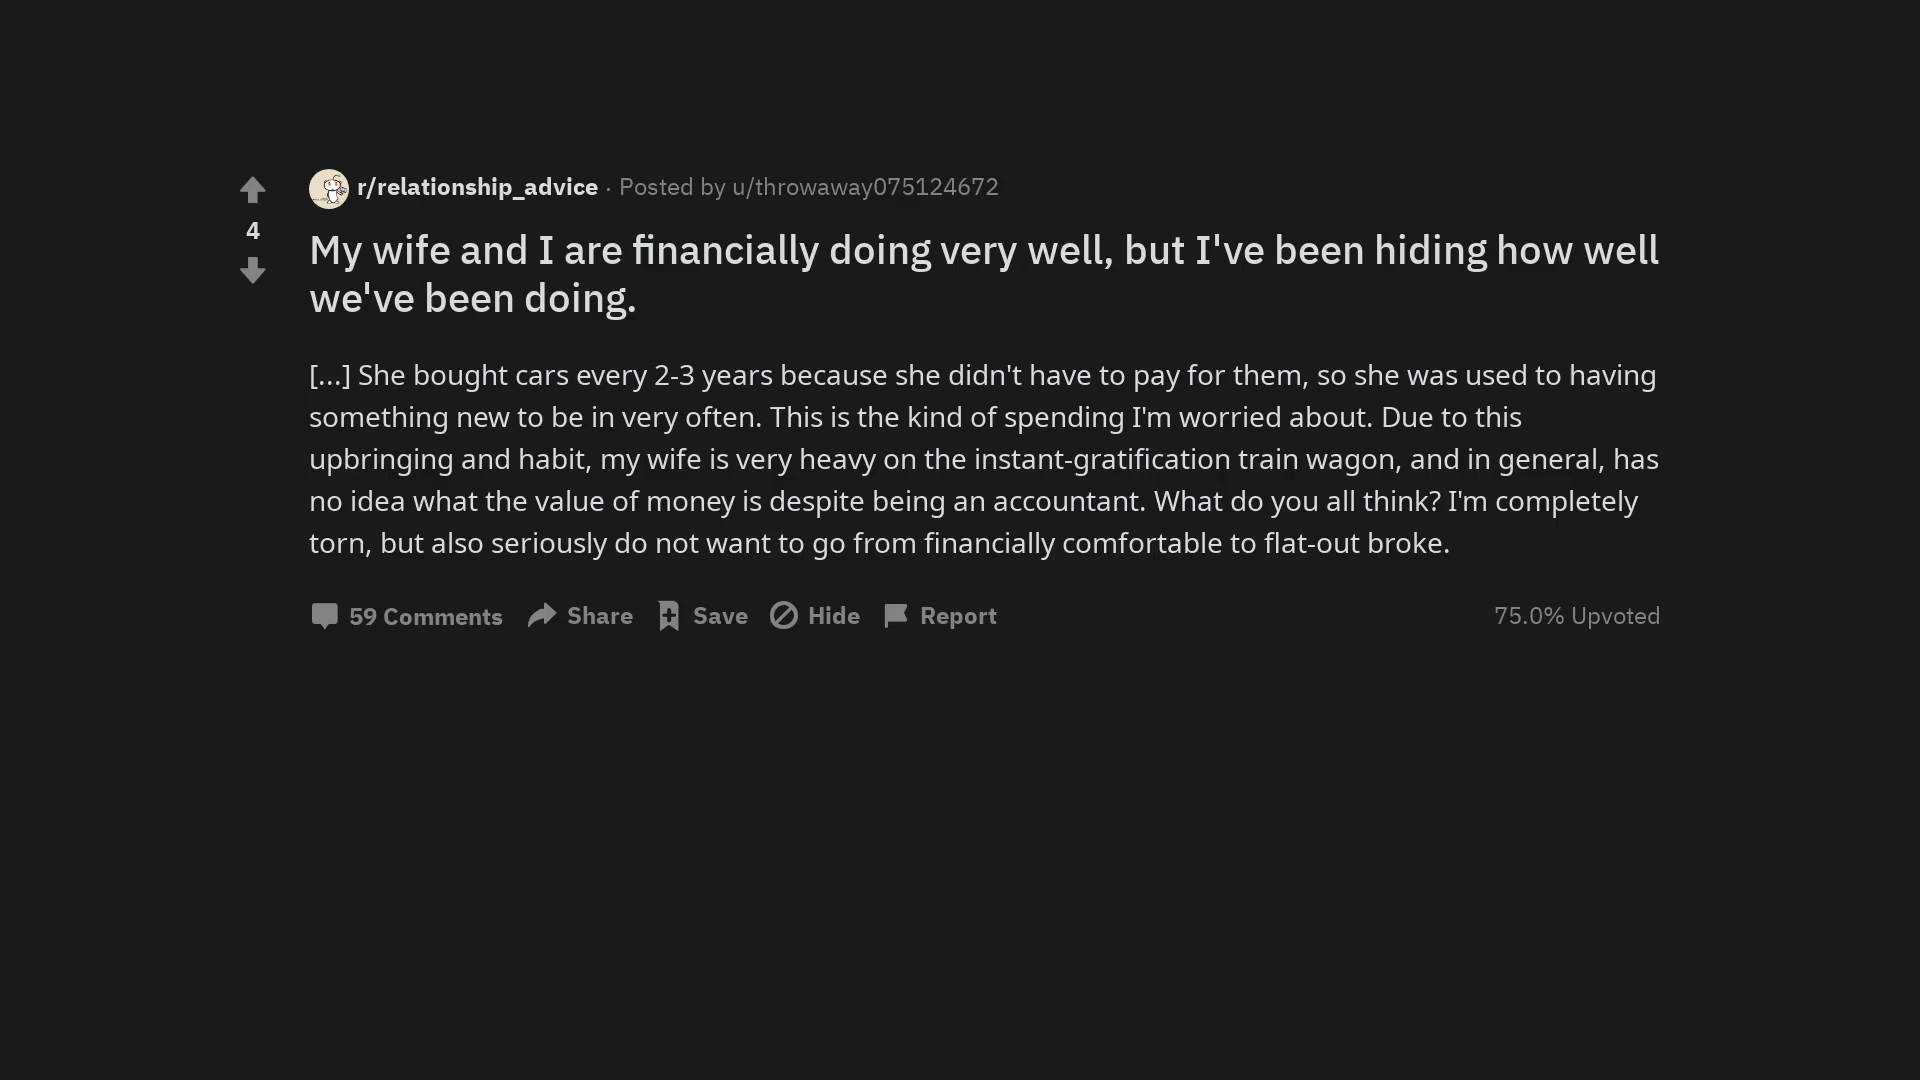 r/relationship_advice · Posted by u/throwaway075124672
4
My wife and I are financially doing very well, but I've been hiding how well
we've been doing.
[...] She bought cars every 2-3 years because she didn't have to pay for them, so she was used to having
something new to be in very often. This is the kind of spending I'm worried about. Due to this
upbringing and habit, my wife is very heavy on the instant-gratification train wagon, and in general, has
no idea what the value of money is despite being an accountant. What do you all think? I'm completely
torn, but also seriously do not want to go from financially comfortable to flat-out broke.
59 Comments Share Save Hide Report 75.0% Upvoted